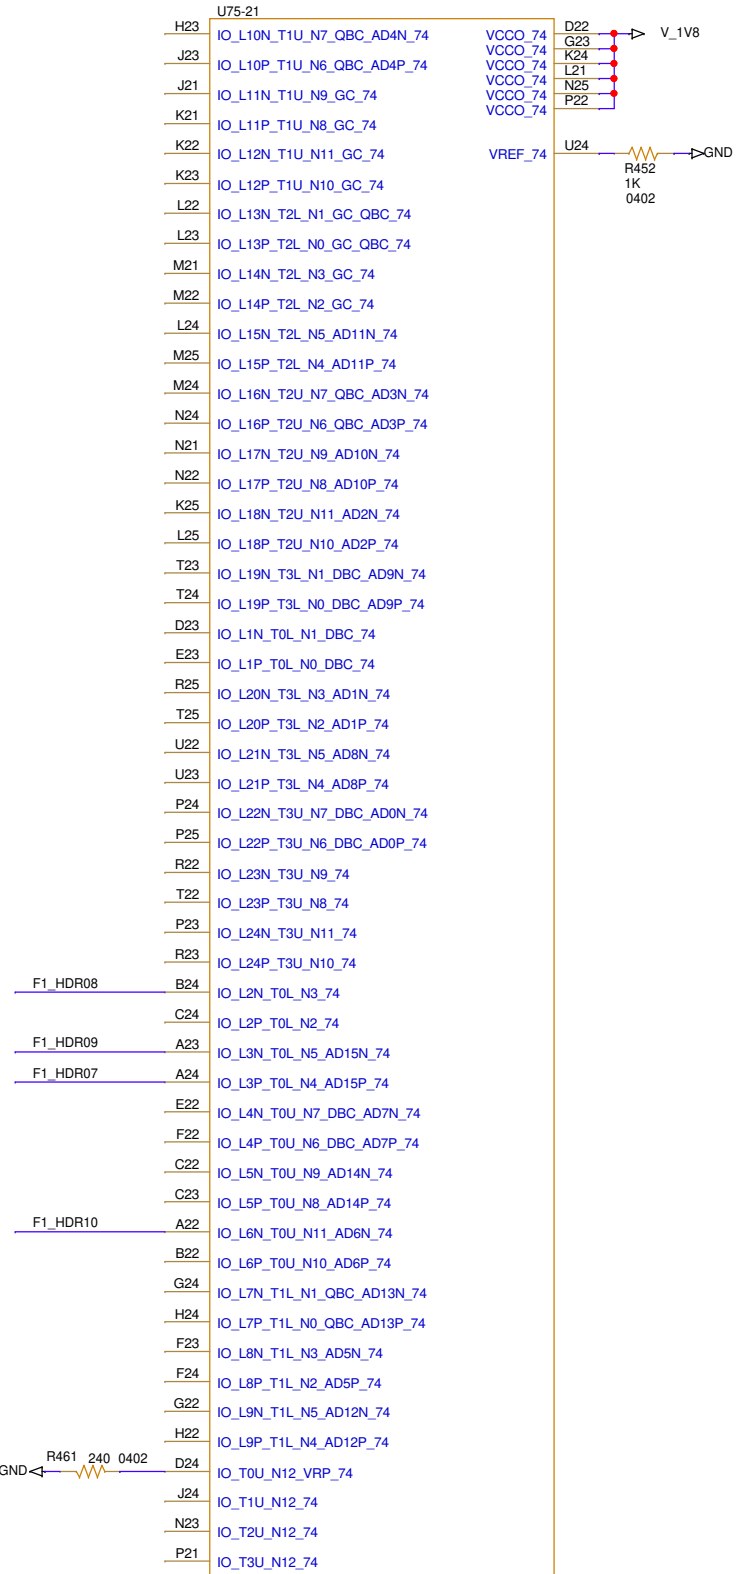 U75-21
H23 IO_L10N_T1U_N7_QBC_AD4N_74 VCCO_74 D22 V_1V8
VCCO_74 G23
J23 IO_L10P_T1U_N6_QBC_AD4P_74 VCCO_74 K24
VCCO_74 L21
J21 IO_L11N_T1U_N9_GC_74 VCCO_74 N25
VCCO_74 P22
K21 IO_L11P_T1U_N8_GC_74
K22 IO_L12N_T1U_N11_GC_74 VREF_74 U24 GND
R452
1K
0402
K23 IO_L12P_T1U_N10_GC_74
L22 IO_L13N_T2L_N1_GC_QBC_74
L23 IO_L13P_T2L_N0_GC_QBC_74
M21 IO_L14N_T2L_N3_GC_74
M22 IO_L14P_T2L_N2_GC_74
L24 IO_L15N_T2L_N5_AD11N_74
M25 IO_L15P_T2L_N4_AD11P_74
M24 IO_L16N_T2U_N7_QBC_AD3N_74
N24 IO_L16P_T2U_N6_QBC_AD3P_74
N21 IO_L17N_T2U_N9_AD10N_74
N22 IO_L17P_T2U_N8_AD10P_74
K25 IO_L18N_T2U_N11_AD2N_74
L25 IO_L18P_T2U_N10_AD2P_74
T23 IO_L19N_T3L_N1_DBC_AD9N_74
T24 IO_L19P_T3L_N0_DBC_AD9P_74
D23 IO_L1N_T0L_N1_DBC_74
E23 IO_L1P_T0L_N0_DBC_74
R25 IO_L20N_T3L_N3_AD1N_74
T25 IO_L20P_T3L_N2_AD1P_74
U22 IO_L21N_T3L_N5_AD8N_74
U23 IO_L21P_T3L_N4_AD8P_74
P24 IO_L22N_T3U_N7_DBC_AD0N_74
P25 IO_L22P_T3U_N6_DBC_AD0P_74
R22 IO_L23N_T3U_N9_74
T22 IO_L23P_T3U_N8_74
P23 IO_L24N_T3U_N11_74
R23 IO_L24P_T3U_N10_74
F1_HDR08 B24 IO_L2N_T0L_N3_74
C24 IO_L2P_T0L_N2_74
F1_HDR09 A23 IO_L3N_T0L_N5_AD15N_74
F1_HDR07 A24 IO_L3P_T0L_N4_AD15P_74
E22 IO_L4N_T0U_N7_DBC_AD7N_74
F22 IO_L4P_T0U_N6_DBC_AD7P_74
C22 IO_L5N_T0U_N9_AD14N_74
C23 IO_L5P_T0U_N8_AD14P_74
F1_HDR10 A22 IO_L6N_T0U_N11_AD6N_74
B22 IO_L6P_T0U_N10_AD6P_74
G24 IO_L7N_T1L_N1_QBC_AD13N_74
H24 IO_L7P_T1L_N0_QBC_AD13P_74
F23 IO_L8N_T1L_N3_AD5N_74
F24 IO_L8P_T1L_N2_AD5P_74
G22 IO_L9N_T1L_N5_AD12N_74
H22 IO_L9P_T1L_N4_AD12P_74
GND R461 240 0402 D24 IO_T0U_N12_VRP_74
J24 IO_T1U_N12_74
N23 IO_T2U_N12_74
P21 IO_T3U_N12_74